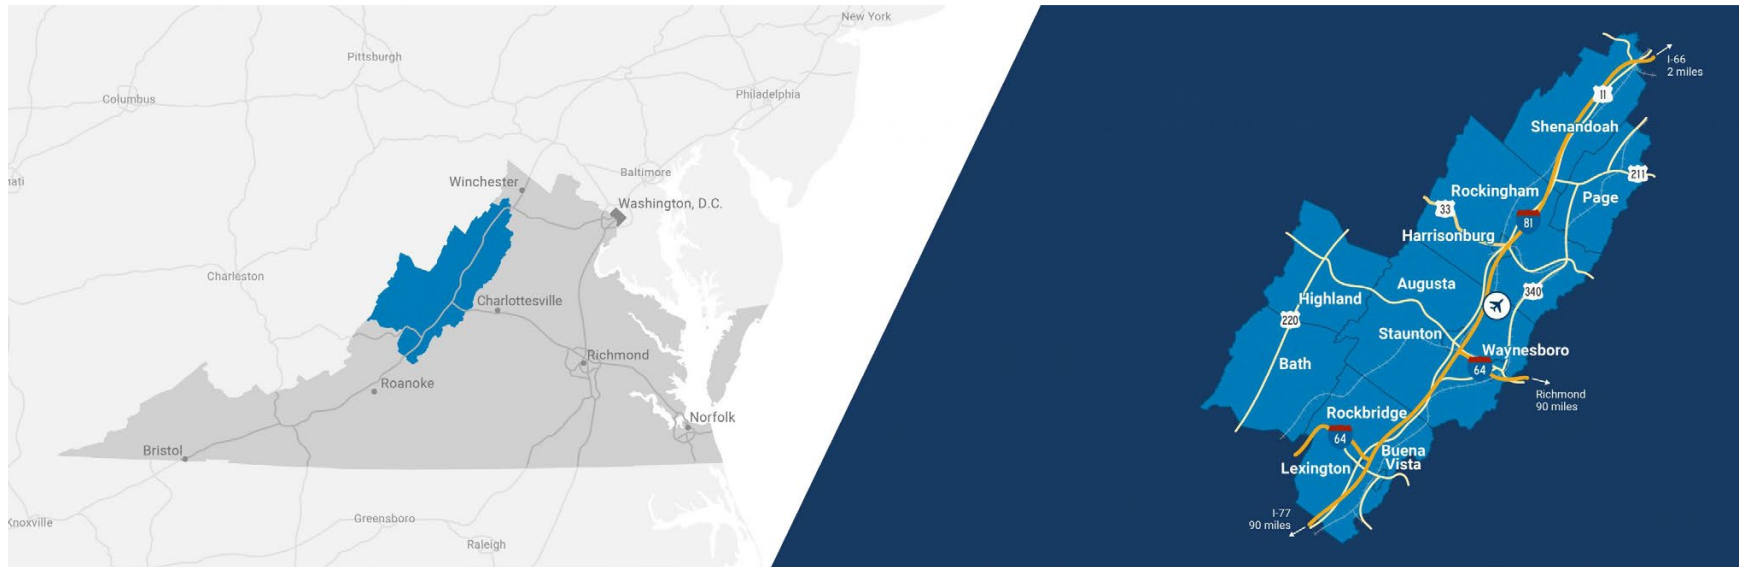 New York
Pittsburgh
Philadelphia
Columbus
Baltimore
nati
Winchester
Washington, D.C.
Charleston
Charlottesville
Richmond
Roanoke
Norfolk
Bristol
Knoxville
Greensboro
Raleigh
I-66
2 miles
11
Shenandoah
211
Rockingham
Page
33
81
Harrisonburg
Augusta
340
Highland
220
Staunton
Waynesboro
Bath
64
Richmond
90 miles
Rockbridge
64
Buena
Vista
Lexington
I-77
90 miles